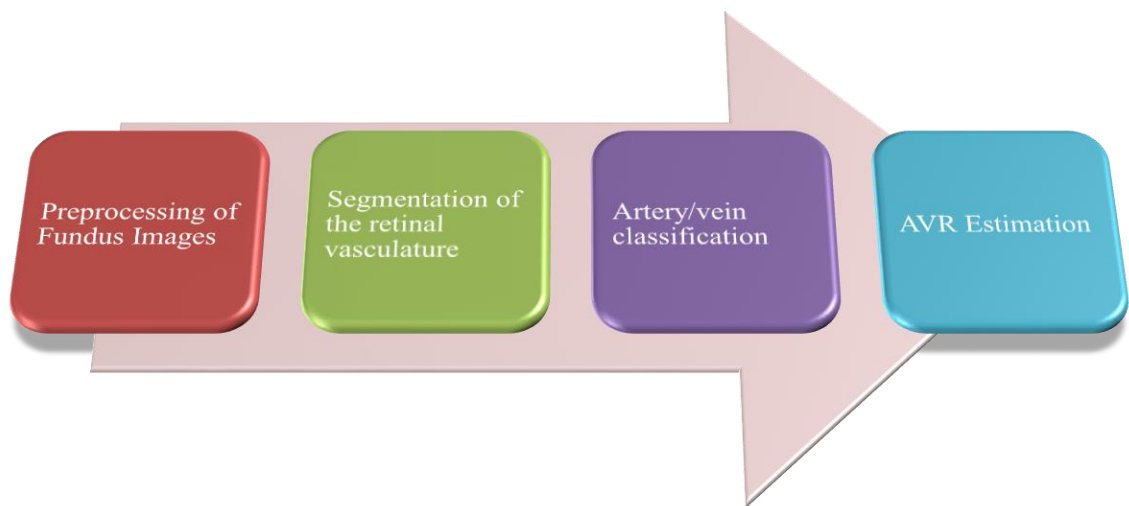 Preprocessing of
Fundus Images
Segmentation of
the retinal
vasculature
Artery/vein
classification
AVR Estimation